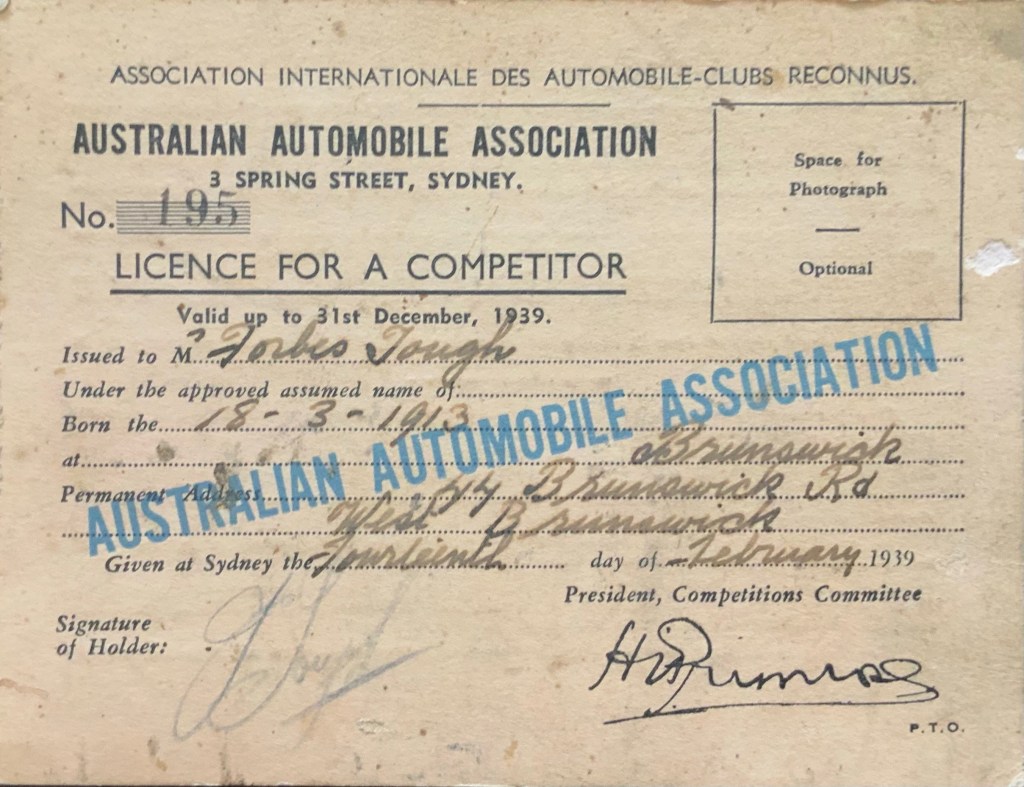 ASSOCIATION INTERNATIONALE DES AUTOMOBILE-CLUBS RECONNUS.
AUSTRALIAN AUTOMOBILE ASSOCIATION
3 SPRING STREET, SYDNEY.
No. 195
Space for
Photograph
Optional
LICENCE FOR A COMPETITOR
Valid up to 31st December, 1939.
Issued to Mr Forbes Tough
Under the approved assumed name of:
Born the 18-3-1913
at Brunswick
Permanent Address 44 Brunswick Rd
West Brunswick
AUSTRALIAN AUTOMOBILE ASSOCIATION
Given at Sydney the Fourteenth day of February 1939
President, Competitions Committee
Signature
of Holder:
P.T.O.